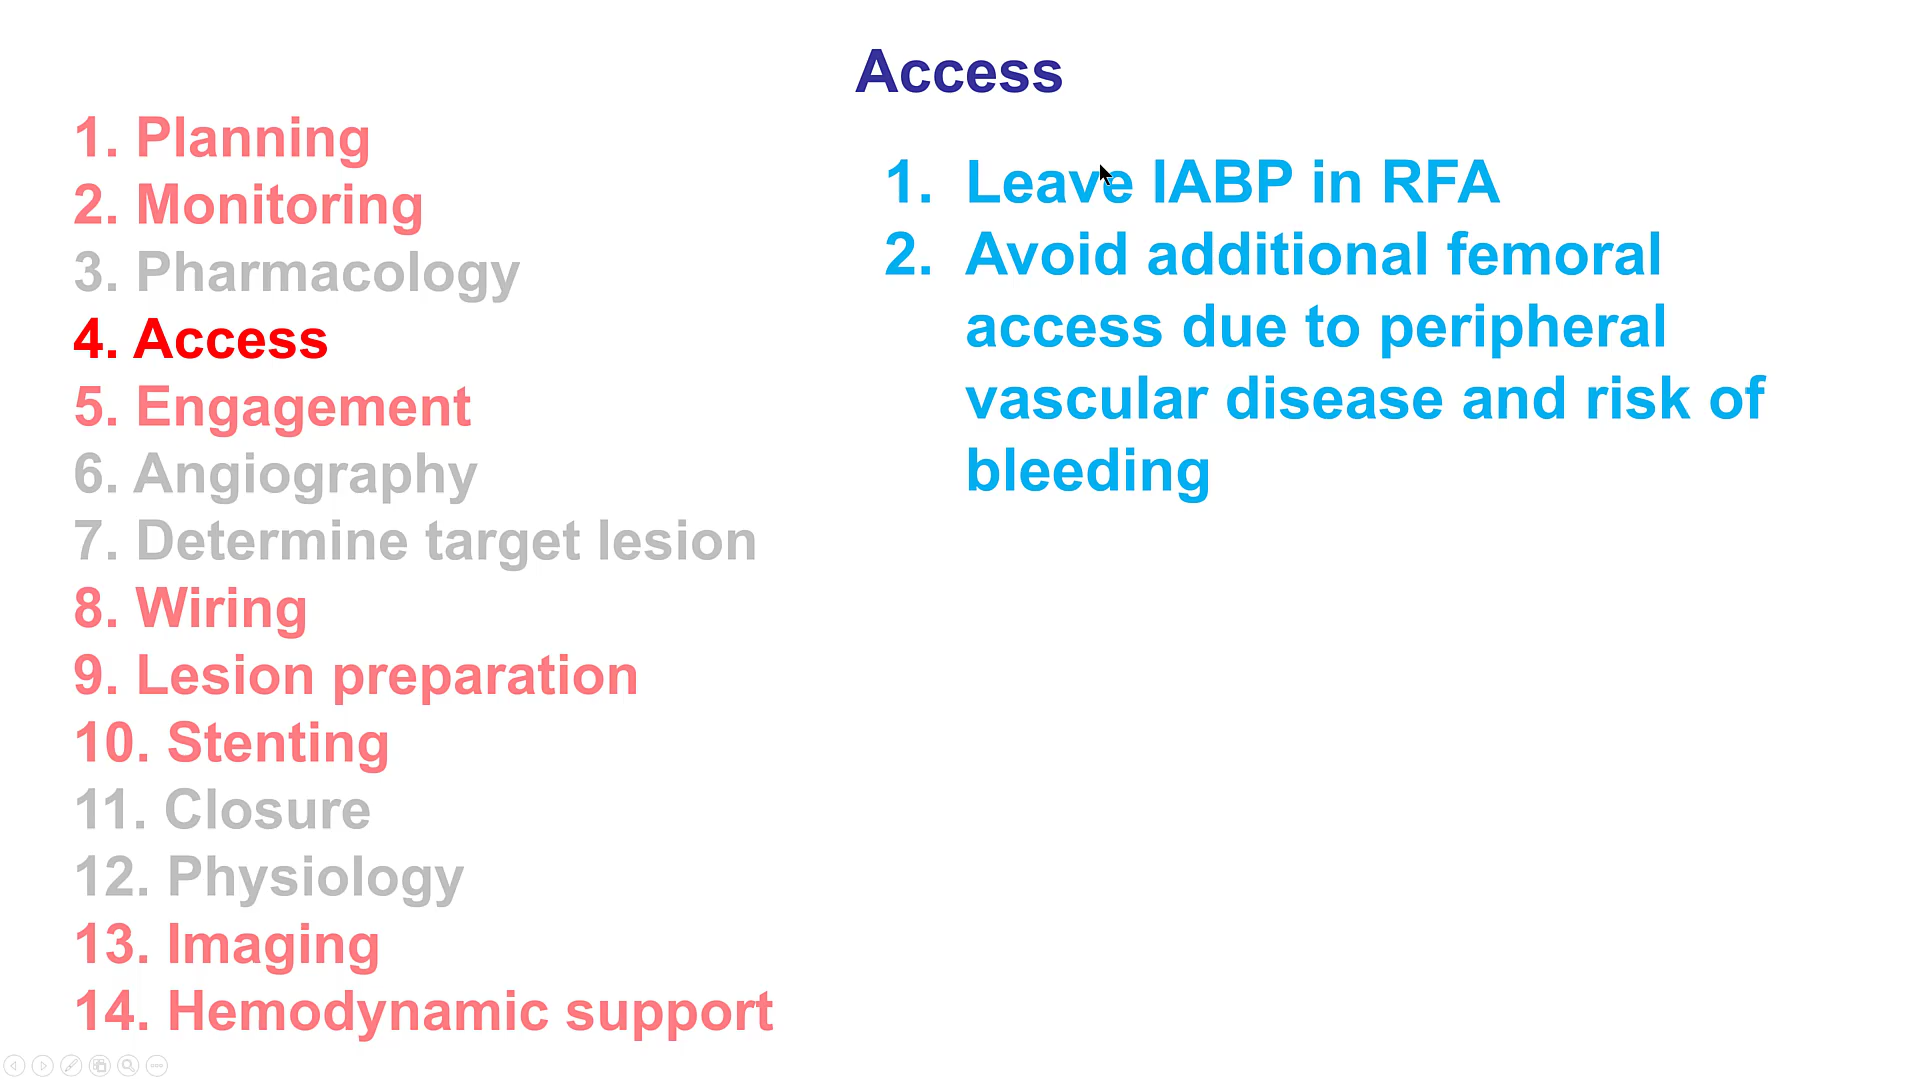 Access
1. Planning
2. Monitoring
3. Pharmacology
4. Access
5. Engagement
6. Angiography
7. Determine target lesion
8. Wiring
9. Lesion preparation
10. Stenting
11. Closure
12. Physiology
13. Imaging
14. Hemodynamic support
1. Leave IABP in RFA
2. Avoid additional femoral
access due to peripheral
vascular disease and risk of
bleeding